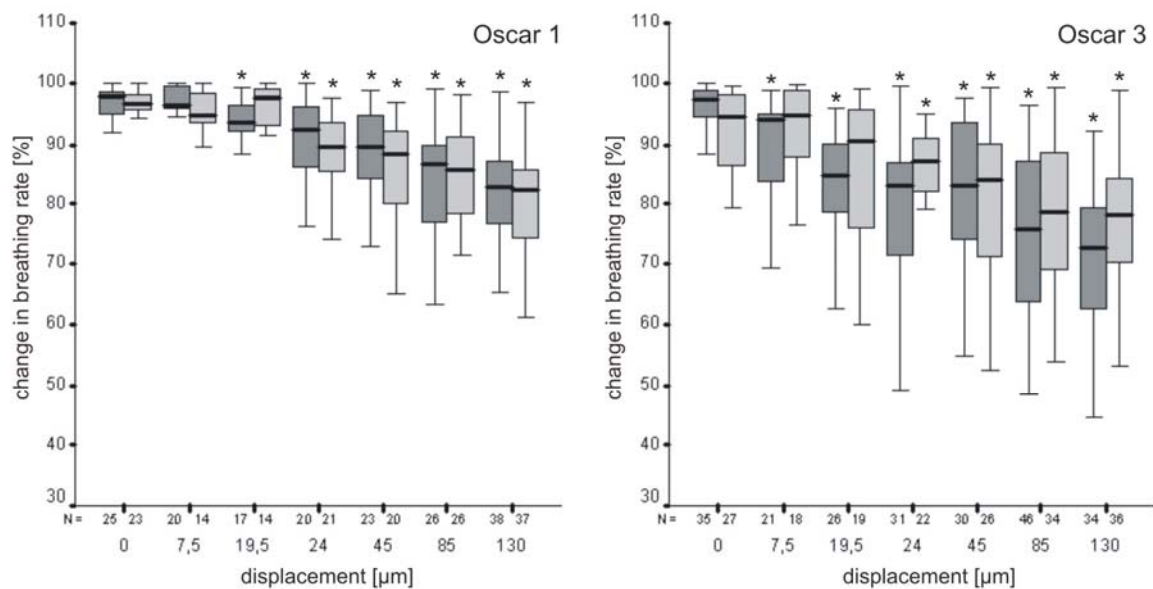 Oscar 1
change in breathing rate [%]
110
100
90
80
70
60
50
40
30
* * * * * * * * *
N = 25 23 20 14 17 14 20 21 23 20 26 26 38 37
0 7,5 19,5 24 45 85 130
displacement [µm]
Oscar 3
change in breathing rate [%]
110
100
90
80
70
60
50
40
30
* * * * * * * * * *
N = 35 27 21 18 26 19 31 22 30 26 46 34 34 36
0 7,5 19,5 24 45 85 130
displacement [µm]